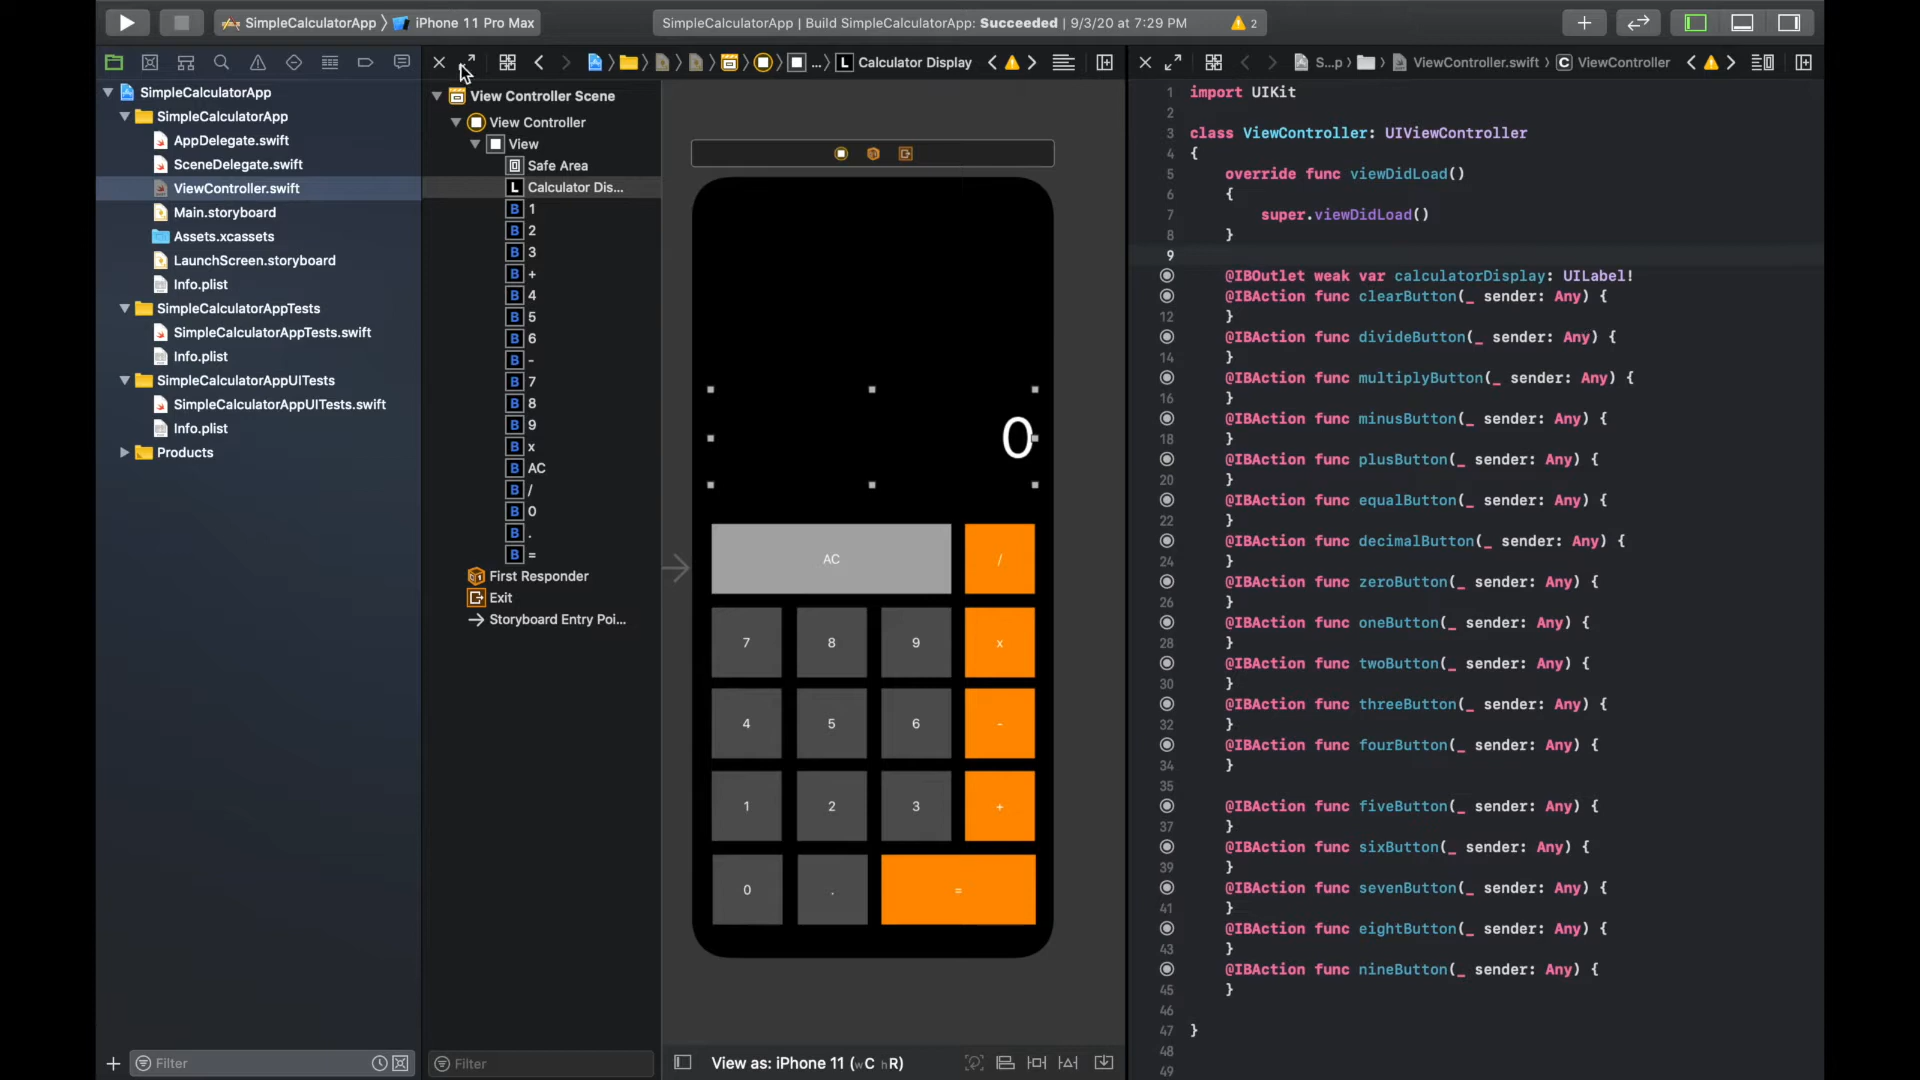 SimpleCalculatorApp 〉 iPhone 11 Pro Max
SimpleCalculatorApp | Build SimpleCalculatorApp: Succeeded | 9/3/20 at 7:29 PM
2
Calculator Display
S...p
ViewController.swift
C ViewController
SimpleCalculatorApp
SimpleCalculatorApp
AppDelegate.swift
SceneDelegate.swift
ViewController.swift
Main.storyboard
Assets.xcassets
LaunchScreen.storyboard
Info.plist
SimpleCalculatorAppTests
SimpleCalculatorAppTests.swift
Info.plist
SimpleCalculatorAppUITests
SimpleCalculatorAppUITests.swift
Info.plist
Products
Filter
View Controller Scene
View Controller
View
Safe Area
L Calculator Dis...
B 1
B 2
B 3
B +
B 4
B 5
B 6
B -
B 7
B 8
B 9
B x
B AC
B /
B 0
B .
B =
First Responder
Exit
Storyboard Entry Poi...
Filter
0
AC /
7 8 9 x
4 5 6 -
1 2 3 +
0 . =
View as: iPhone 11 (wC hR)
1 import UIKit
2
3 class ViewController: UIViewController
4 {
5 override func viewDidLoad()
6 {
7 super.viewDidLoad()
8 }
9
@IBOutlet weak var calculatorDisplay: UILabel!
@IBAction func clearButton(_ sender: Any) {
12 }
@IBAction func divideButton(_ sender: Any) {
14 }
@IBAction func multiplyButton(_ sender: Any) {
16 }
@IBAction func minusButton(_ sender: Any) {
18 }
@IBAction func plusButton(_ sender: Any) {
20 }
@IBAction func equalButton(_ sender: Any) {
22 }
@IBAction func decimalButton(_ sender: Any) {
24 }
@IBAction func zeroButton(_ sender: Any) {
26 }
@IBAction func oneButton(_ sender: Any) {
28 }
@IBAction func twoButton(_ sender: Any) {
30 }
@IBAction func threeButton(_ sender: Any) {
32 }
@IBAction func fourButton(_ sender: Any) {
34 }
35
@IBAction func fiveButton(_ sender: Any) {
37 }
@IBAction func sixButton(_ sender: Any) {
39 }
@IBAction func sevenButton(_ sender: Any) {
41 }
@IBAction func eightButton(_ sender: Any) {
43 }
@IBAction func nineButton(_ sender: Any) {
45 }
46
47 }
48
49